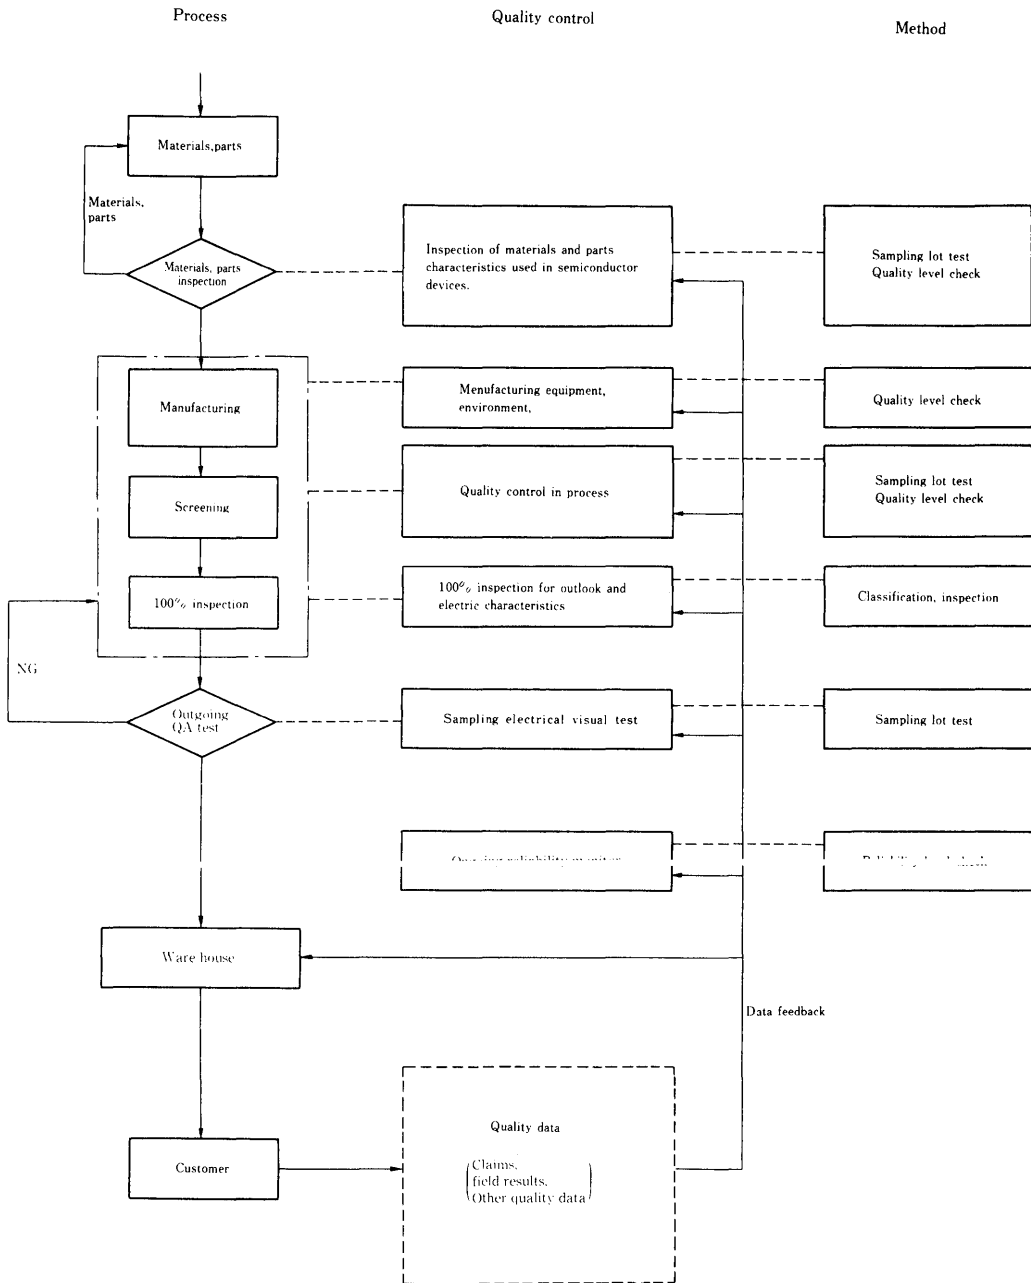 Process
Quality control
Method
Materials,parts
Materials,
parts
Materials, parts
inspection
Inspection of materials and parts
characteristics used in semiconductor
devices.
Sampling lot test
Quality level check
Manufacturing
Menufacturing equipment,
environment,
Quality level check
Screening
Quality control in process
Sampling lot test
Quality level check
100% inspection
100% inspection for outlook and
electric characteristics
Classification, inspection
NG
Outgoing
QA test
Sampling electrical visual test
Sampling lot test
Ware house
Data feedback
Customer
Quality data
(Claims,
field results,
Other quality data)